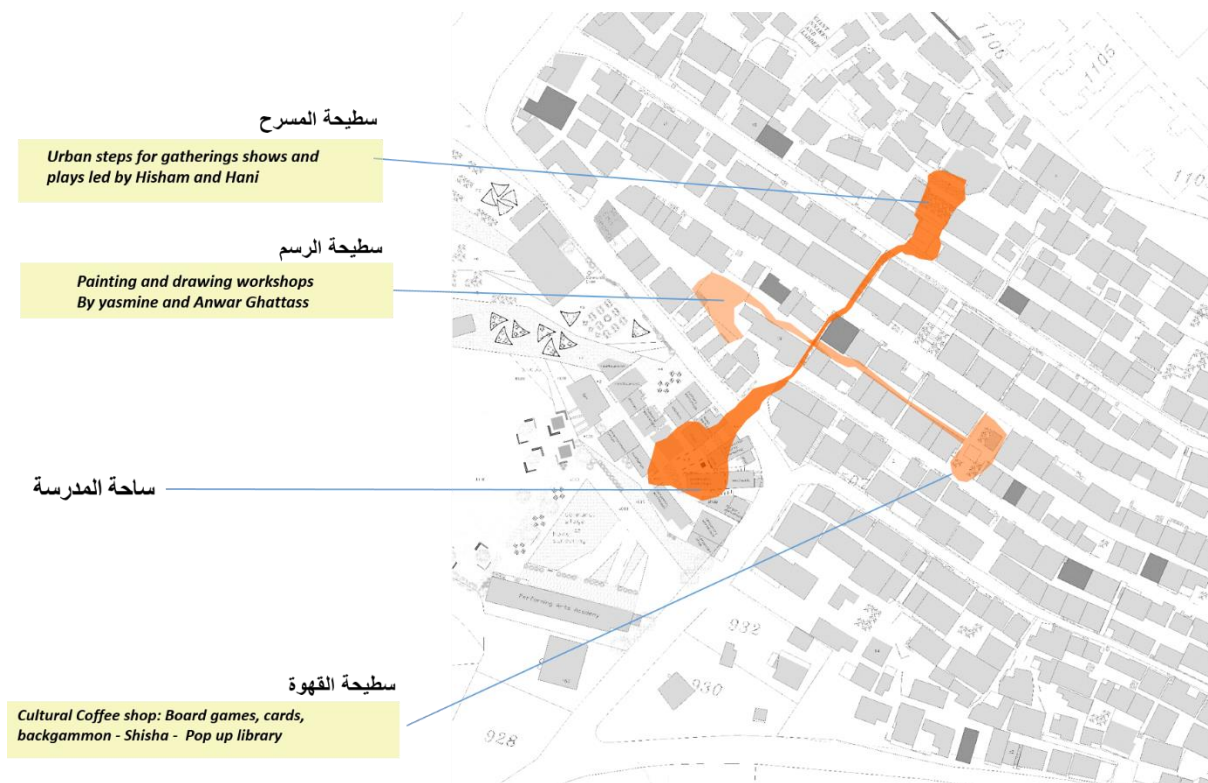 سطيحة المسرح
Urban steps for gatherings shows and
plays led by Hisham and Hani
سطيحة الرسم
Painting and drawing workshops
By yasmine and Anwar Ghattass
ساحة المدرسة
سطيحة القهوة
Cultural Coffee shop: Board games, cards,
backgammon - Shisha - Pop up library
1106
1105
Performing Arts Academy
932
930
928